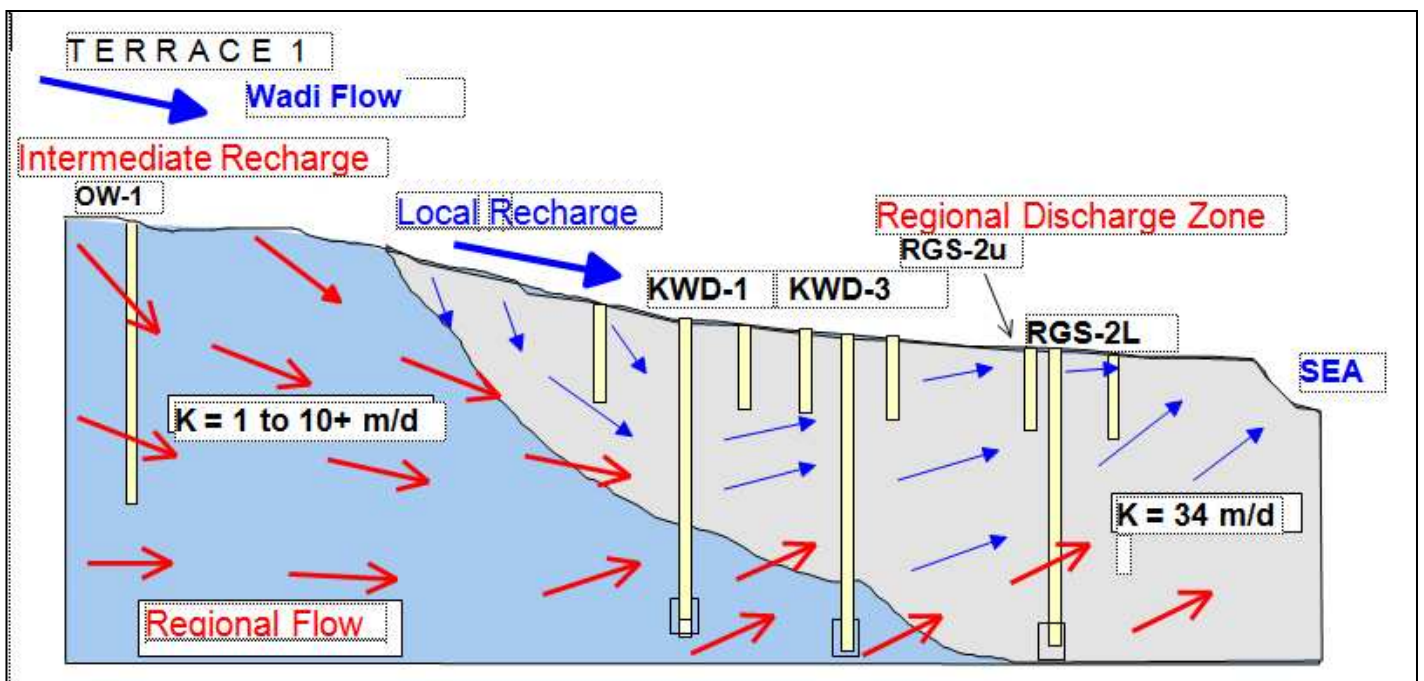 T E R R A C E 1
Wadi Flow
Intermediate Recharge
OW-1
Local Recharge
Regional Discharge Zone
RGS-2u
KWD-1
KWD-3
RGS-2L
SEA
K = 1 to 10+ m/d
K = 34 m/d
Regional Flow